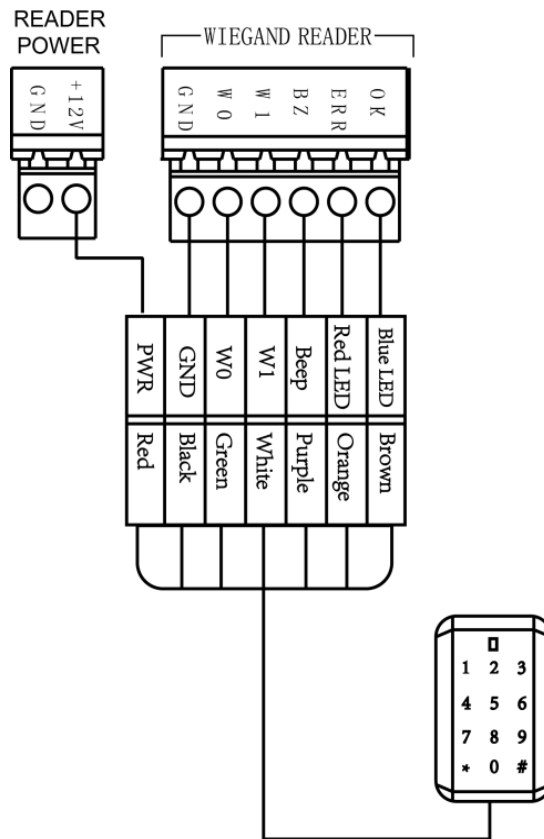 READER
POWER
WIEGAND READER
GND
+12V
GND
W0
W1
BZ
ERR
OK
PWR
GND
W0
W1
Beep
Red LED
Blue LED
Red
Black
Green
White
Purple
Orange
Brown
1 2 3
4 5 6
7 8 9
* 0 #